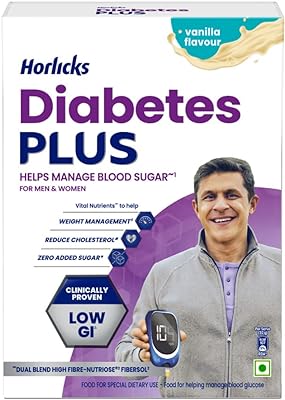 vanilla
flavour
Horlicks
Diabetes
PLUS
HELPS MANAGE BLOOD SUGAR~1
FOR MEN & WOMEN
Vital Nutrients^^ to help
WEIGHT MANAGEMENT#
REDUCE CHOLESTEROL^
ZERO ADDED SUGAR*
CLINICALLY
PROVEN
LOW
GI
DUAL BLEND HIGH FIBRE-NUTRIOSE® FIBERSOL
FOOD FOR SPECIAL DIETARY USE - Food for helping manage blood glucose